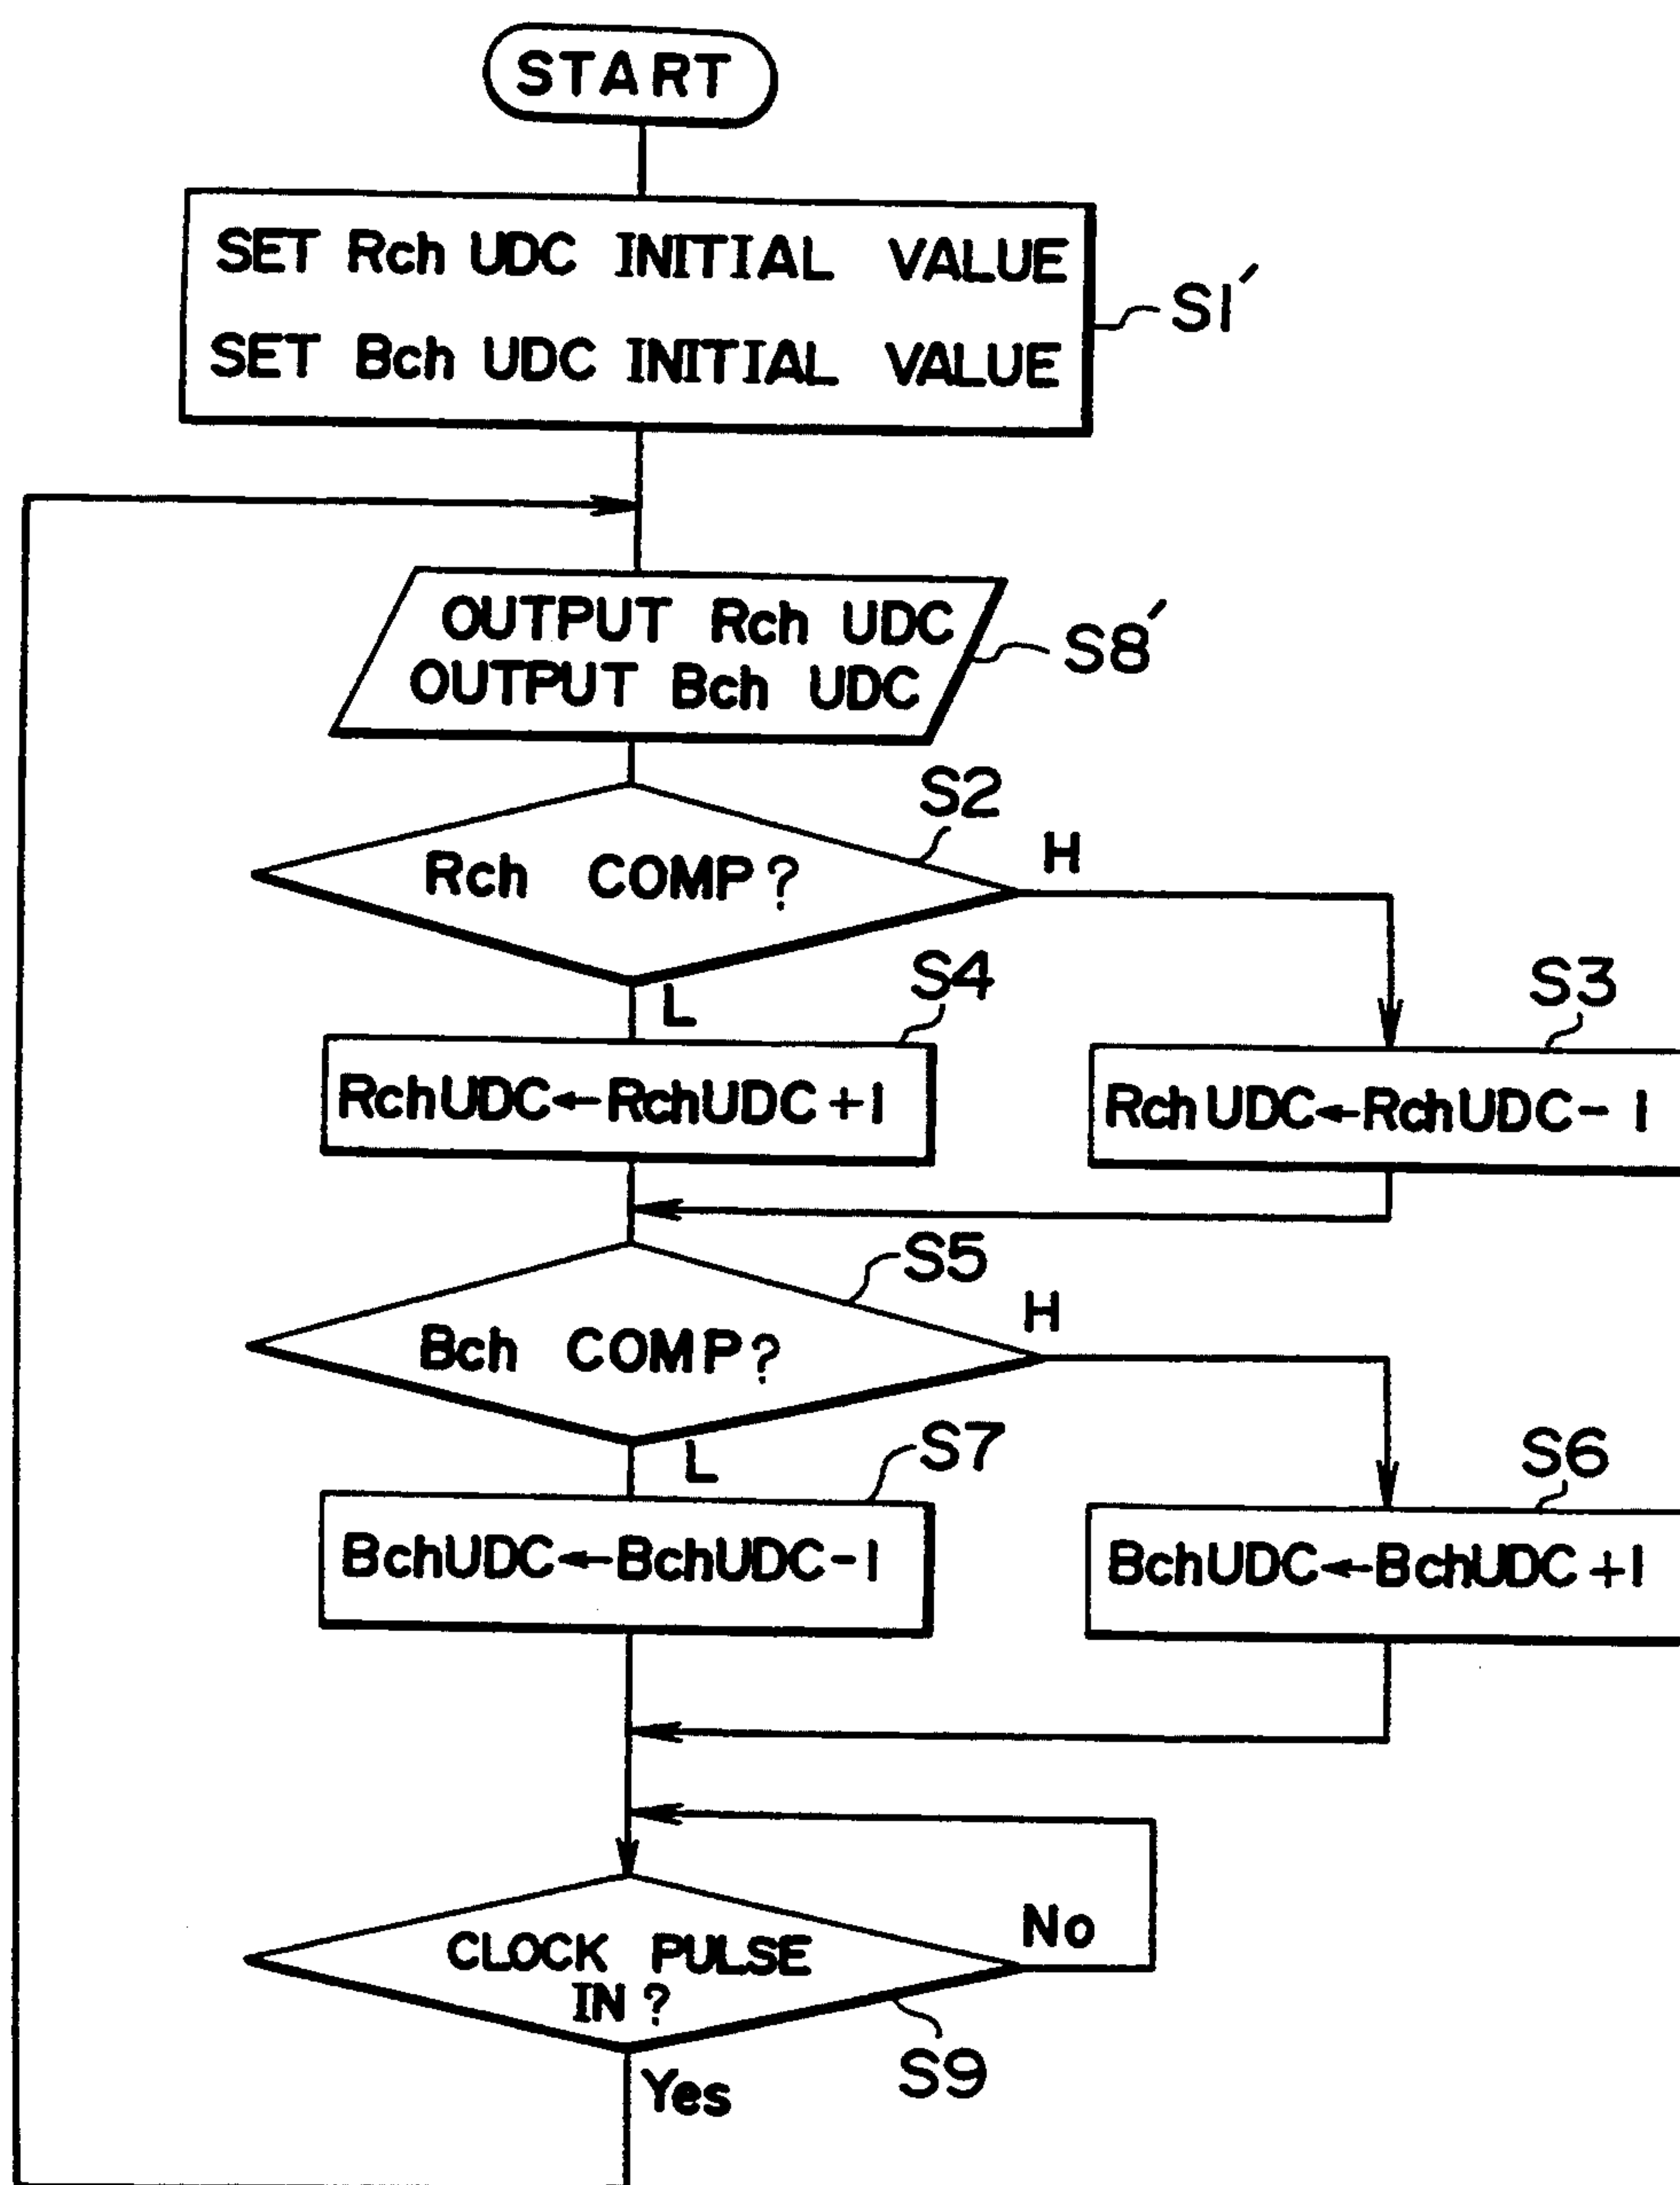 START
SET Rch UDC INITIAL VALUE
SET Bch UDC INITIAL VALUE
S1'
OUTPUT Rch UDC
OUTPUT Bch UDC
S8'
S2
Rch COMP?
H
L
S4
S3
RchUDC←RchUDC+1
RchUDC←RchUDC-1
S5
Bch COMP?
H
L
S7
S6
BchUDC←BchUDC-1
BchUDC←BchUDC+1
CLOCK PULSE
IN?
No
S9
Yes